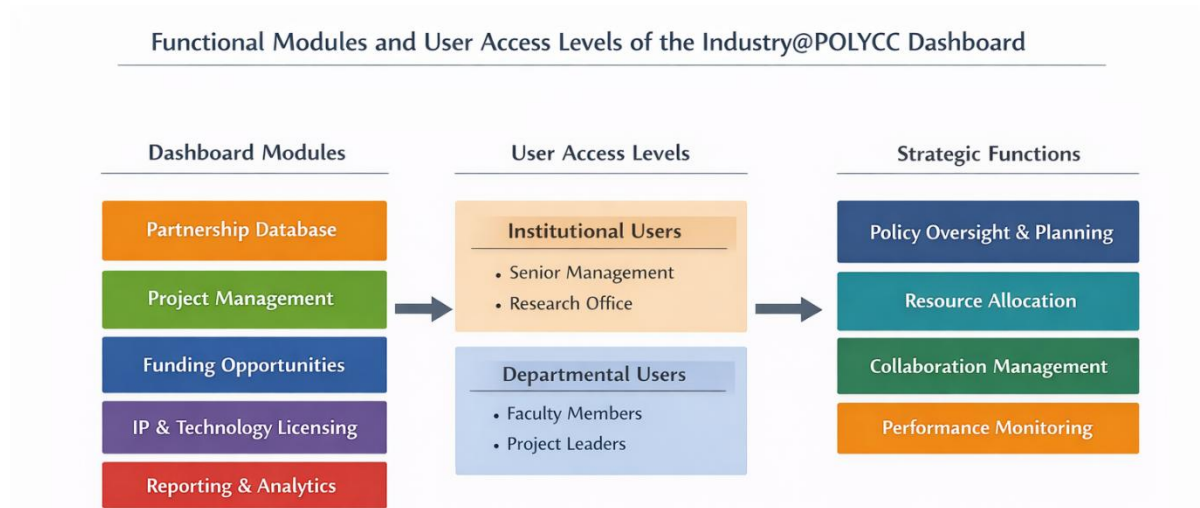 Functional Modules and User Access Levels of the Industry@POLYCC Dashboard
Dashboard Modules
Partnership Database
Project Management
Funding Opportunities
IP & Technology Licensing
Reporting & Analytics
User Access Levels
Institutional Users
• Senior Management
• Research Office
Departmental Users
• Faculty Members
• Project Leaders
Strategic Functions
Policy Oversight & Planning
Resource Allocation
Collaboration Management
Performance Monitoring